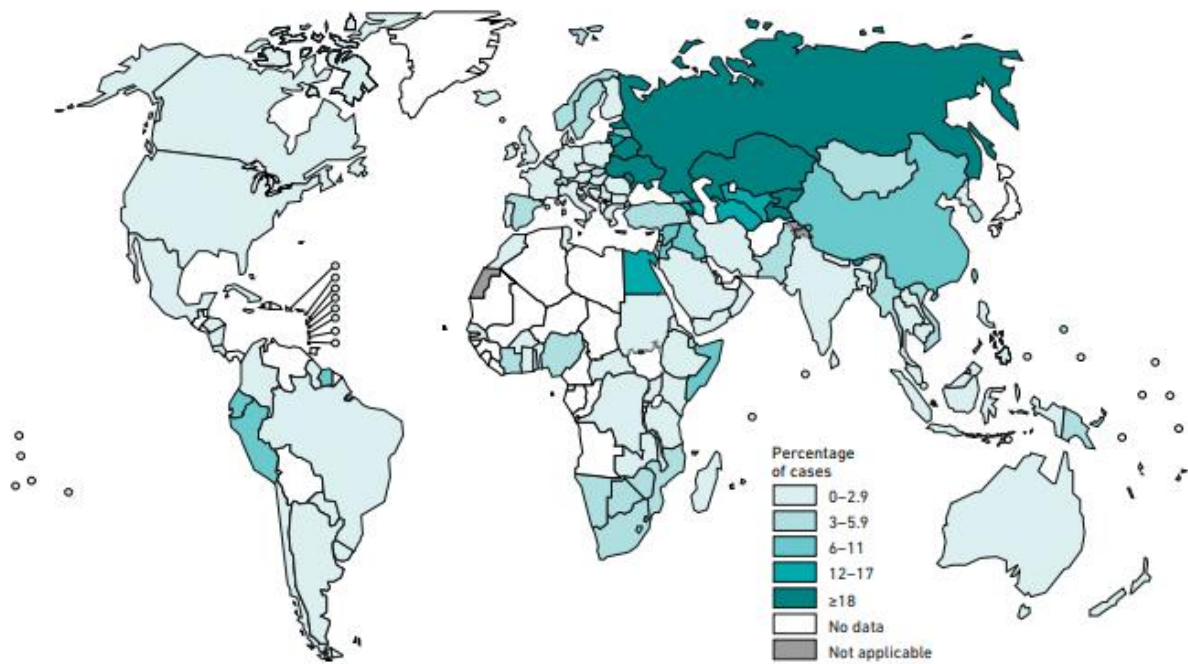 Percentage
of cases
0–2.9
3–5.9
6–11
12–17
≥18
No data
Not applicable